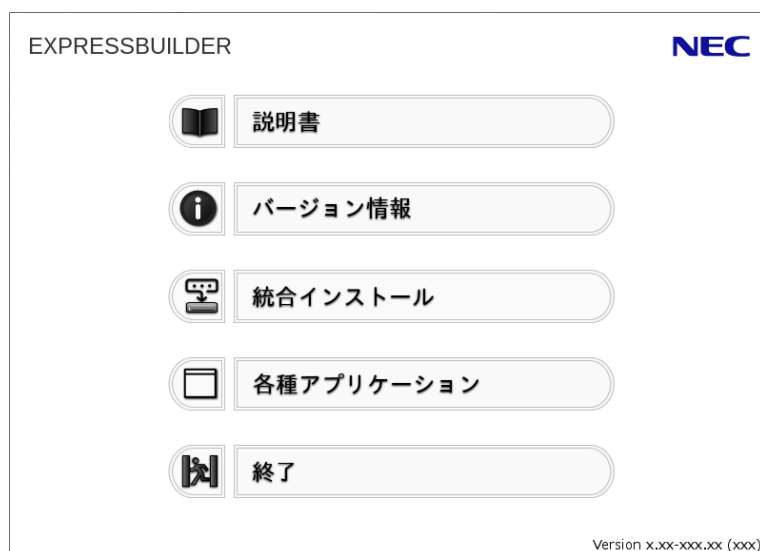 EXPRESSBUILDER
NEC
説明書
バージョン情報
統合インストール
各種アプリケーション
終了
Version x.xx-xxx.xx (xxx)